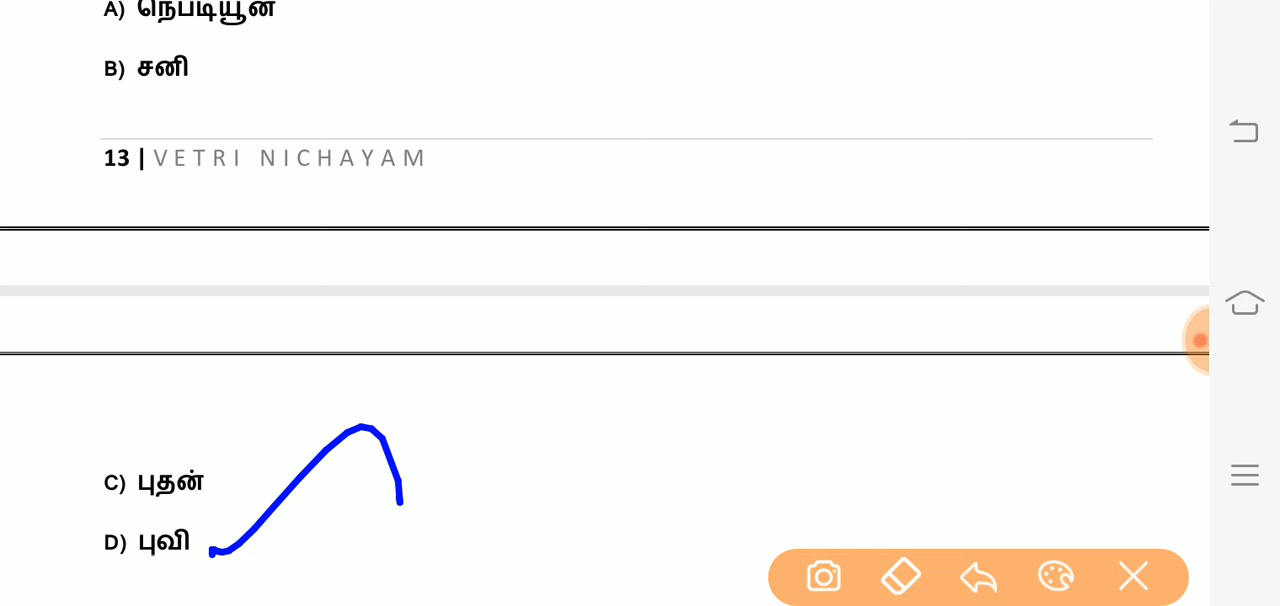 A) நெப்டியூன்
B) சனி
13 | VETRI NICHAYAM
C) புதன்
D) புவி